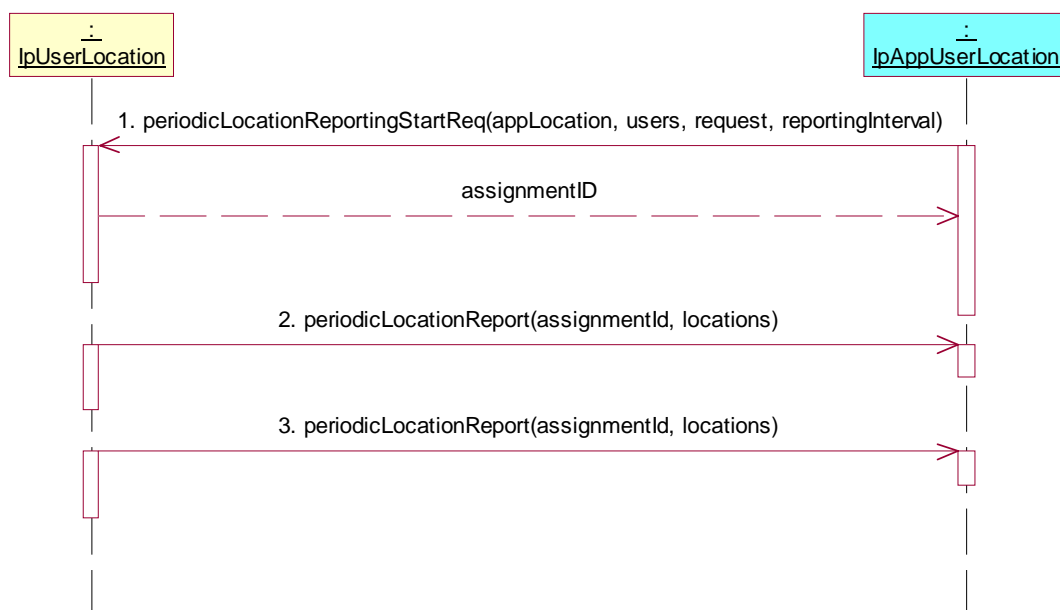 :
IpUserLocation
:
IpAppUserLocation
1. periodicLocationReportingStartReq(appLocation, users, request, reportingInterval)
assignmentID
2. periodicLocationReport(assignmentId, locations)
3. periodicLocationReport(assignmentId, locations)